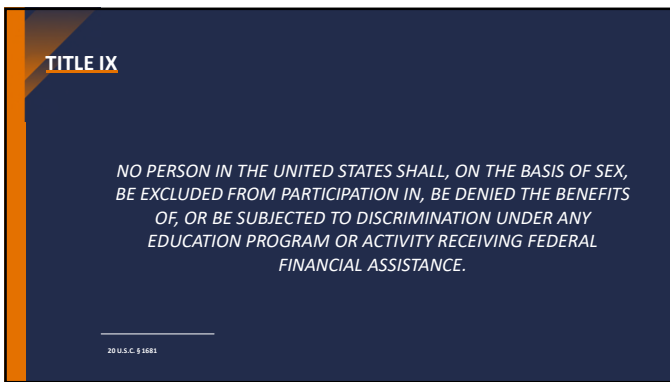 TITLE IX
NO PERSON IN THE UNITED STATES SHALL, ON THE BASIS OF SEX,
BE EXCLUDED FROM PARTICIPATION IN, BE DENIED THE BENEFITS
OF, OR BE SUBJECTED TO DISCRIMINATION UNDER ANY
EDUCATION PROGRAM OR ACTIVITY RECEIVING FEDERAL
FINANCIAL ASSISTANCE.
20 U.S.C. § 1681